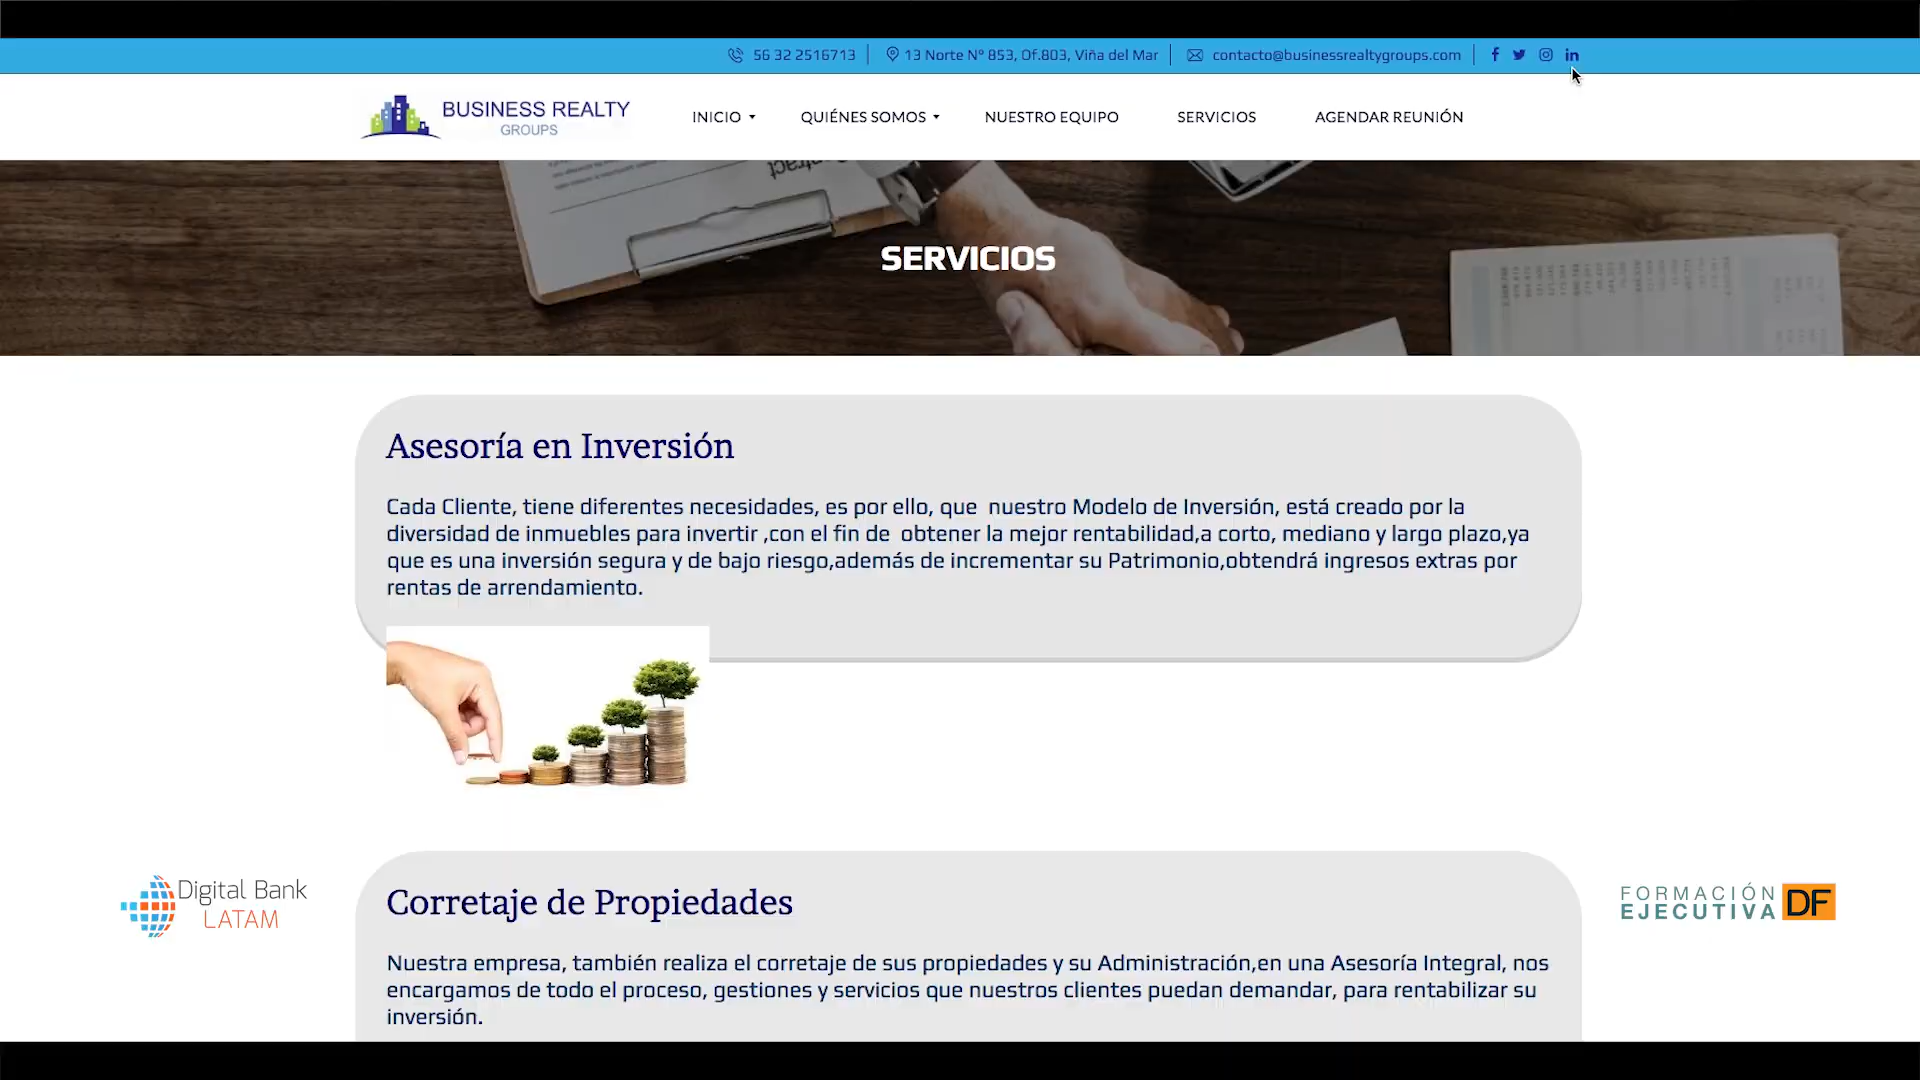 56 32 2516713
13 Norte Nº 853, Of.803, Viña del Mar
contacto@businessrealtygroups.com
BUSINESS REALTY
GROUPS
INICIO
QUIÉNES SOMOS
NUESTRO EQUIPO
SERVICIOS
AGENDAR REUNIÓN
Contract
SERVICIOS
Asesoría en Inversión
Cada Cliente, tiene diferentes necesidades, es por ello, que  nuestro Modelo de Inversión, está creado por la
diversidad de inmuebles para invertir ,con el fin de  obtener la mejor rentabilidad,a corto, mediano y largo plazo,ya
que es una inversión segura y de bajo riesgo,además de incrementar su Patrimonio,obtendrá ingresos extras por
rentas de arrendamiento.
Digital Bank
LATAM
Corretaje de Propiedades
Nuestra empresa, también realiza el corretaje de sus propiedades y su Administración,en una Asesoría Integral, nos
encargamos de todo el proceso, gestiones y servicios que nuestros clientes puedan demandar, para rentabilizar su
inversión.
FORMACIÓN
EJECUTIVA DF